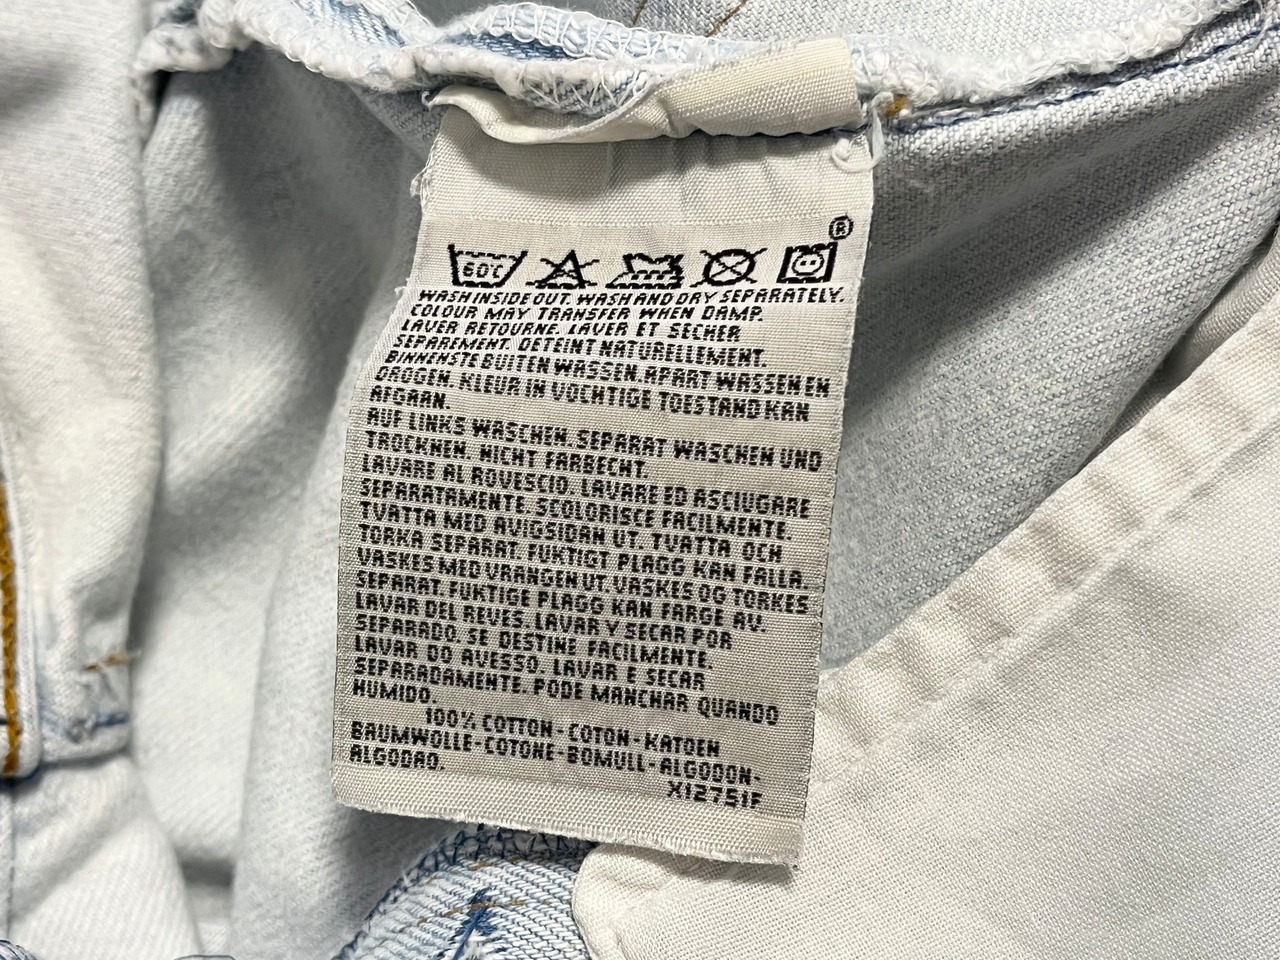 ®
60C
WASH INSIDE OUT. WASH AND DRY SEPARATELY.
COLOUR MAY TRANSFER WHEN DAMP.
LAVER RETOURNE. LAVER ET SECHER
SEPAREMENT. DETEINT NATURELLEMENT.
BINNENSTE BUITEN WASSEN. APART WASSEN EN
DROGEN. KLEUR IN VOCHTIGE TOESTAND KAN
AFGAAN.
AUF LINKS WASCHEN. SEPARAT WASCHEN UND
TROCKNEN. NICHT FARBECHT.
LAVARE AL ROVESCIO. LAVARE ED ASCIUGARE
SEPARATAMENTE. SCOLORISCE FACILMENTE.
TVATTA MED AVIGSIDAN UT. TVATTA OCH
TORKA SEPARAT. FUKTIGT PLAGG KAN FALLA.
VASKES MED VRANGEN UT. VASKES OG TORKES
SEPARAT. FUKTIGE PLAGG KAN FARGE AV.
LAVAR DEL REVES. LAVAR Y SECAR POR
SEPARADO. SE DESTINE FACILMENTE.
LAVAR DO AVESSO. LAVAR E SECAR
SEPARADAMENTE. PODE MANCHAR QUANDO
HUMIDO.
100% COTTON - COTON - KATOEN
BAUMWOLLE - COTONE - BOMULL - ALGODON -
ALGODAO.
X12751F